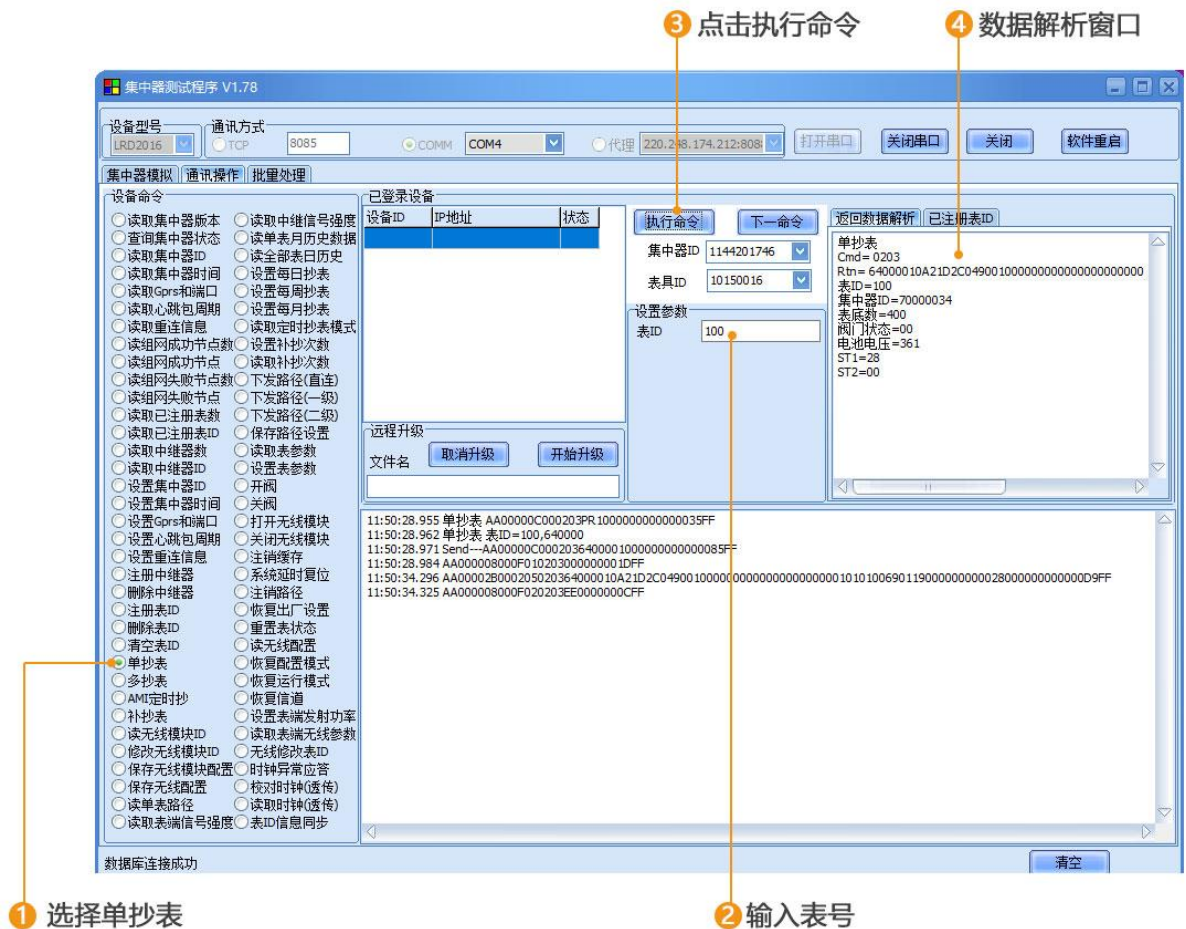 3 点击执行命令
4 数据解析窗口
集中器测试程序 V1.78
设备型号
通讯方式
LRD2016
TCP
8085
COMM
COM4
代理
220.248.174.212:808
打开串口
关闭串口
关闭
软件重启
集中器模拟 通讯操作 批量处理
设备命令
读取集中器版本 读取中继信号强度
查询集中器状态 读单表月历史数据
读取集中器ID 读全部表日历史
读取集中器时间 设置每日抄表
读取Gprs和端口 设置每周抄表
读取心跳包周期 设置每月抄表
读取重连信息 读取定时抄表模式
读组网成功节点数 设置补抄次数
读组网成功节点 读取补抄次数
读组网失败节点数 下发路径(直连)
读组网失败节点 下发路径(一级)
读取已注册表数 下发路径(二级)
读取已注册表ID 保存路径设置
读取中继器数 读取表参数
读取中继器ID 设置表参数
设置集中器ID 开阀
设置集中器时间 关阀
设置Gprs和端口 打开无线模块
设置心跳包周期 关闭无线模块
设置重连信息 注销缓存
注册中继器 系统延时复位
删除中继器 注销路径
注册表ID 恢复出厂设置
删除表ID 重置表状态
清空表ID 读无线配置
单抄表 恢复配置模式
多抄表 恢复运行模式
AMI定时抄 恢复信道
补抄表 设置表端发射功率
读无线模块ID 读取表端无线参数
修改无线模块ID 无线修改表ID
保存无线模块配置 时钟异常应答
保存无线配置 校对时钟(透传)
读单表路径 读取时钟(透传)
读取表端信号强度 表ID信息同步
已登录设备
设备ID IP地址 状态
远程升级
文件名
取消升级
开始升级
执行命令
下一命令
集中器ID 1144201746
表具ID 10150016
设置参数
表ID 100
返回数据解析 已注册表ID
单抄表
Cmd= 0203
Rtn= 64000010A21D2C04900100000000000000000000
表ID=100
集中器ID=70000034
表底数=400
阀门状态=00
电池电压=361
ST1=28
ST2=00
11:50:28.955 单抄表 AA00000C000203PR1000000000000035FF
11:50:28.962 单抄表 表ID=100,640000
11:50:28.971 Send---AA00000C0002036400001000000000000085FF
11:50:28.984 AA000008000F01020300000001DFF
11:50:34.325 AA000008000F020203EE0000000CFF
数据库连接成功
清空
1 选择单抄表
2 输入表号